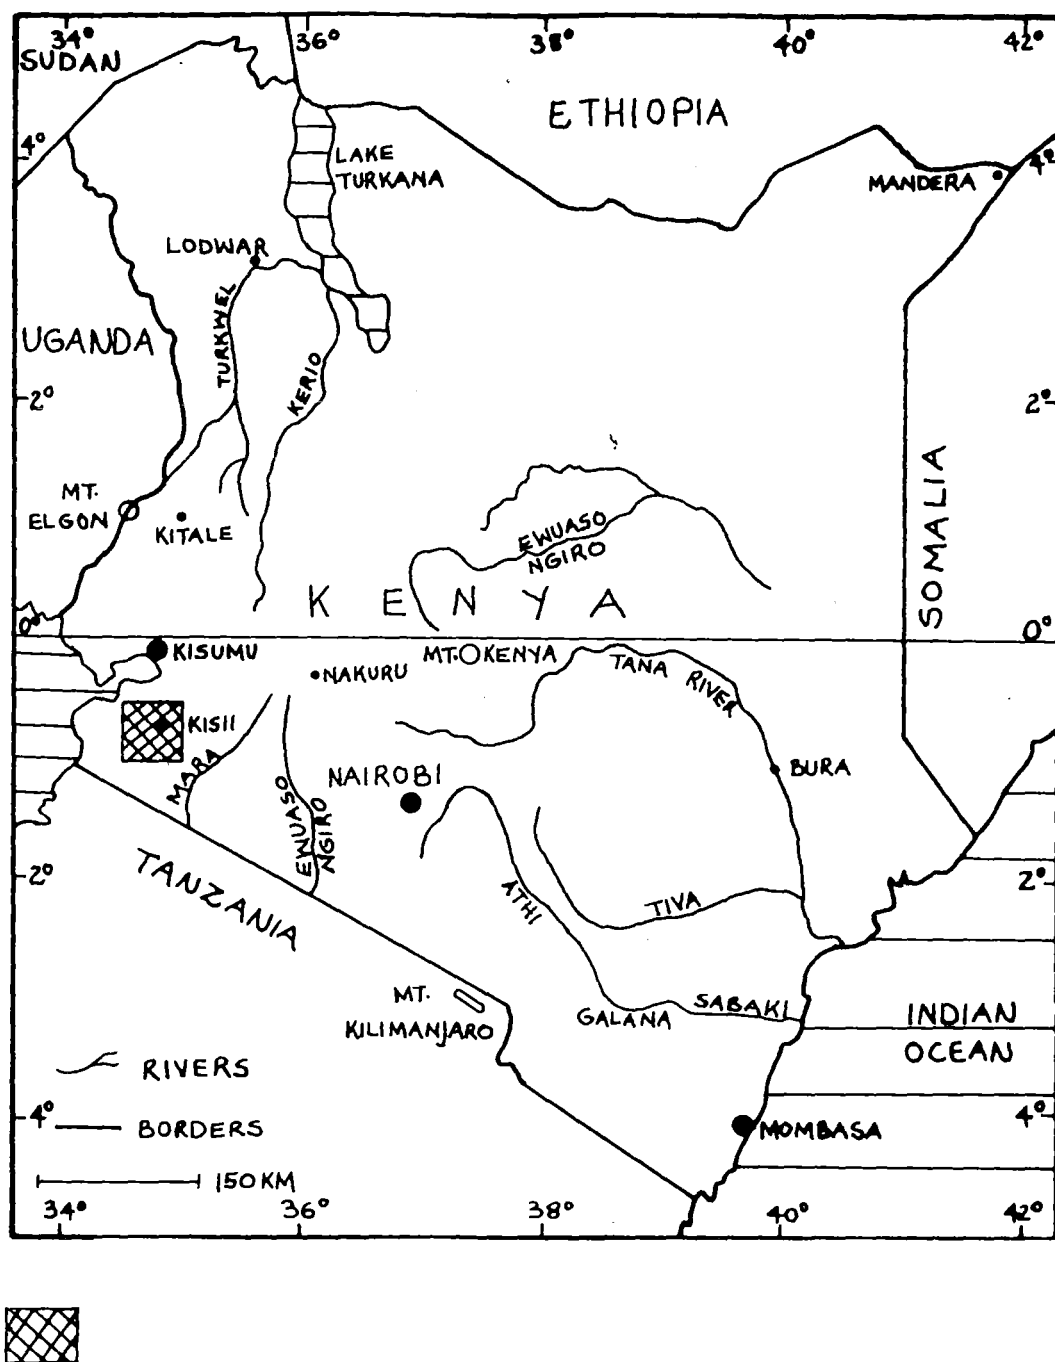 34°
36°
38°
40°
42°
SUDAN
ETHIOPIA
4°
LAKE
TURKANA
4°
MANDERA
LODWAR
UGANDA
TURKWEL
KERIO
2°
2°
MT.
ELGON
KITALE
EWUASO
NGIRO
SOMALIA
KENYA
0°
0°
KISUMU
MT. KENYA
TANA RIVER
NAKURU
KISII
MARA
NAIROBI
BURA
EWUASO
NGIRO
TANZANIA
2°
2°
ATHI
TIVA
MT.
KILIMANJARO
GALANA
SABAKI
INDIAN
OCEAN
RIVERS
4°
BORDERS
4°
MOMBASA
150 KM
34°
36°
38°
40°
42°